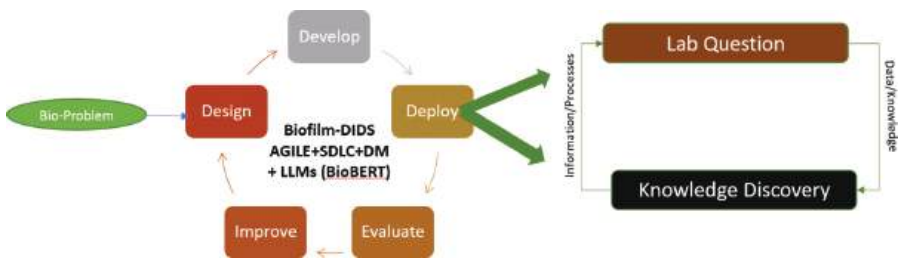 Develop
Bio-Problem
Design
Deploy
Biofilm-DIDS
AGILE+SDLC+DM
+ LLMs (BioBERT)
Improve
Evaluate
Information/Processes
Lab Question
Data/Knowledge
Knowledge Discovery